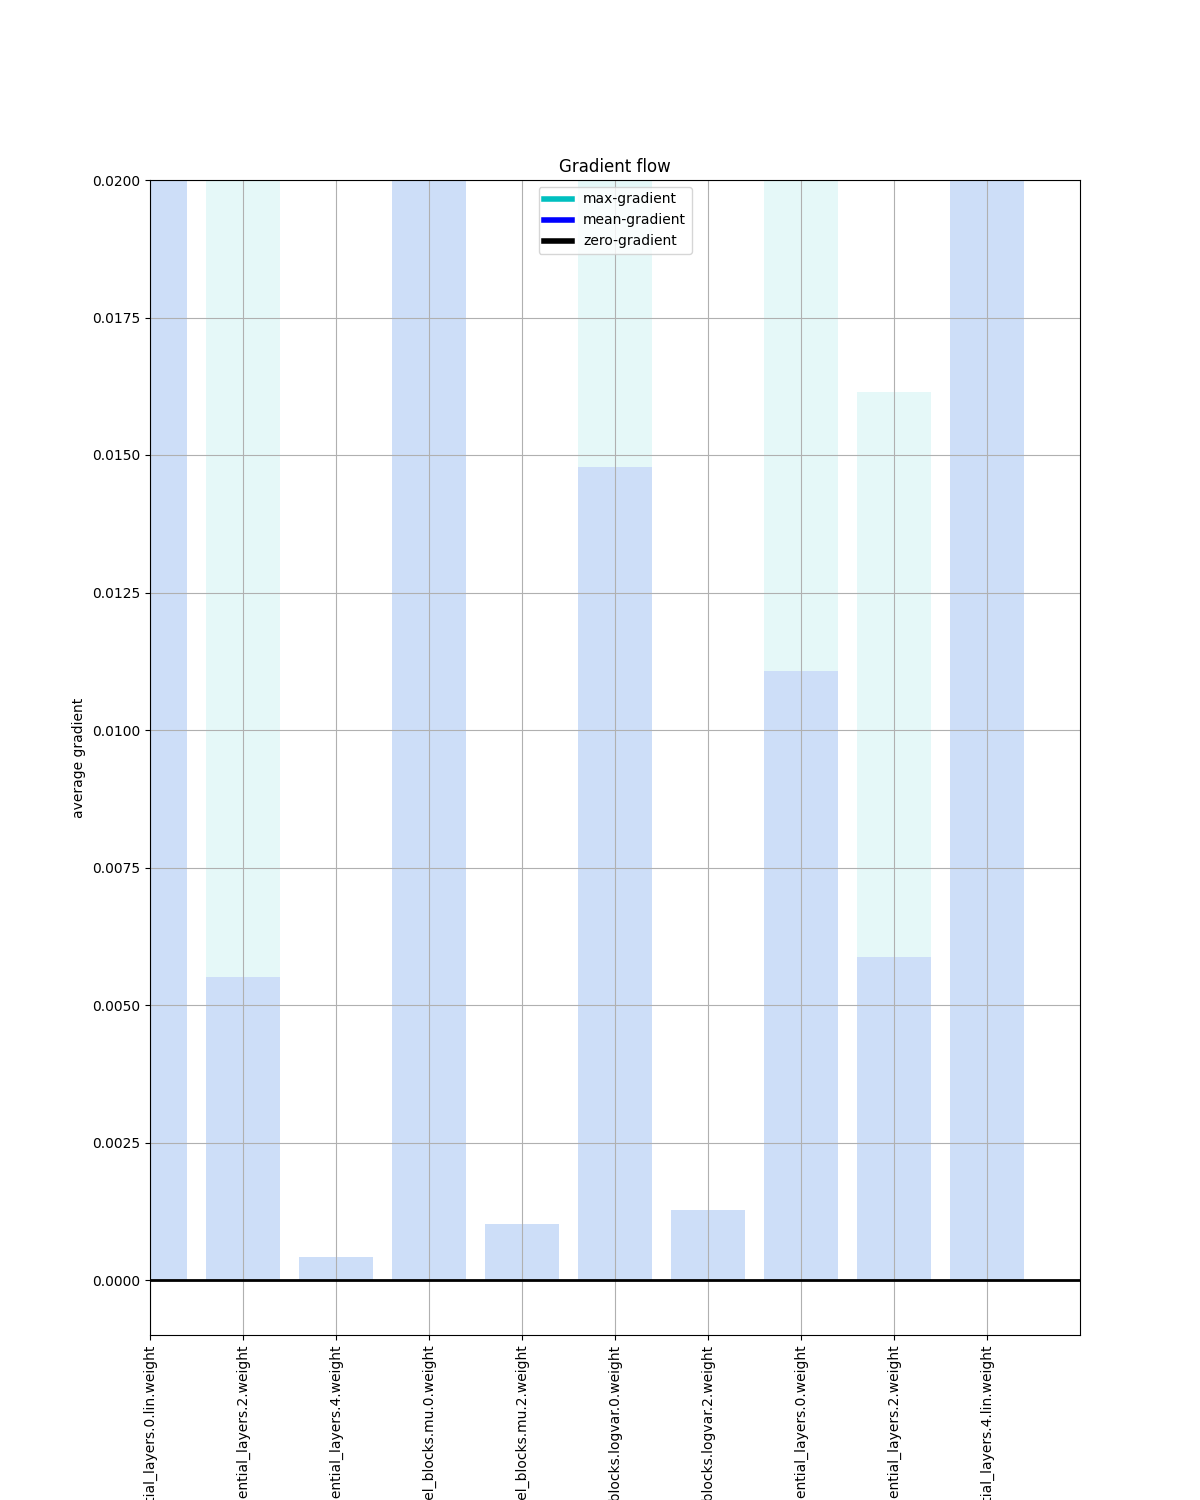 Gradient flow
max-gradient
mean-gradient
zero-gradient
0.0200
0.0175
0.0150
0.0125
0.0100
0.0075
0.0050
0.0025
0.0000
average gradient
tial_layers.0.lin.weight
ential_layers.2.weight
ential_layers.4.weight
el_blocks.mu.0.weight
el_blocks.mu.2.weight
blocks.logvar.0.weight
blocks.logvar.2.weight
ential_layers.0.weight
ential_layers.2.weight
tial_layers.4.lin.weight